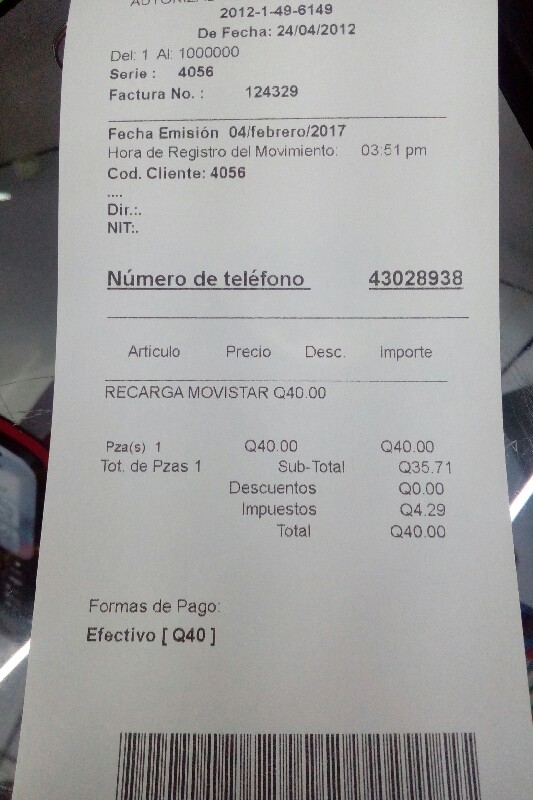 2012-1-49-6149
De Fecha: 24/04/2012
Del: 1 Al: 1000000
Serie : 4056
Factura No. : 124329
Fecha Emisión 04/febrero/2017
Hora de Registro del Movimiento: 03:51 pm
Cod. Cliente: 4056
....
Dir.:.
NIT:.
Número de teléfono 43028938
Artículo Precio Desc. Importe
RECARGA MOVISTAR Q40.00
Pza(s) 1 Q40.00 Q40.00
Tot. de Pzas 1 Sub-Total Q35.71
Descuentos Q0.00
Impuestos Q4.29
Total Q40.00
Formas de Pago:
Efectivo [ Q40 ]